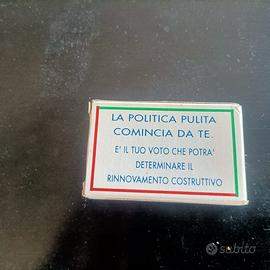 LA POLITICA PULITA
COMINCIA DA TE.
E' IL TUO VOTO CHE POTRA'
DETERMINARE IL
RINNOVAMENTO COSTRUTTIVO
subito